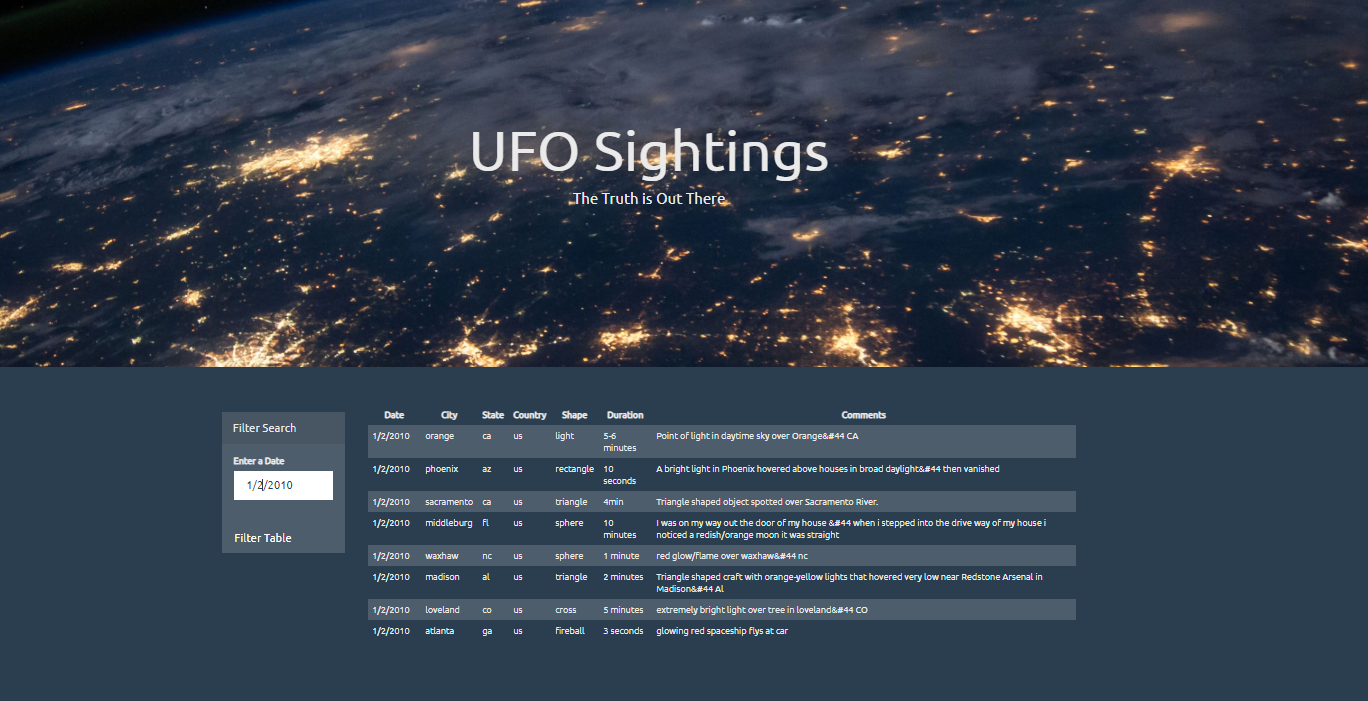 UFO Sightings
The Truth is Out There
Filter Search
Enter a Date
1/2/2010
Filter Table
Date City State Country Shape Duration Comments
1/2/2010 orange ca us light 5-6 minutes Point of light in daytime sky over Orange&#44 CA
1/2/2010 phoenix az us rectangle 10 seconds A bright light in Phoenix hovered above houses in broad daylight&#44 then vanished
1/2/2010 sacramento ca us triangle 4min Triangle shaped object spotted over Sacramento River.
1/2/2010 middleburg fl us sphere 10 minutes I was on my way out the door of my house &#44 when i stepped into the drive way of my house i
noticed a redish/orange moon it was straight
1/2/2010 waxhaw nc us sphere 1 minute red glow/flame over waxhaw&#44 nc
1/2/2010 madison al us triangle 2 minutes Triangle shaped craft with orange-yellow lights that hovered very low near Redstone Arsenal in
Madison&#44 Al
1/2/2010 loveland co us cross 5 minutes extremely bright light over tree in loveland&#44 CO
1/2/2010 atlanta ga us fireball 3 seconds glowing red spaceship flys at car